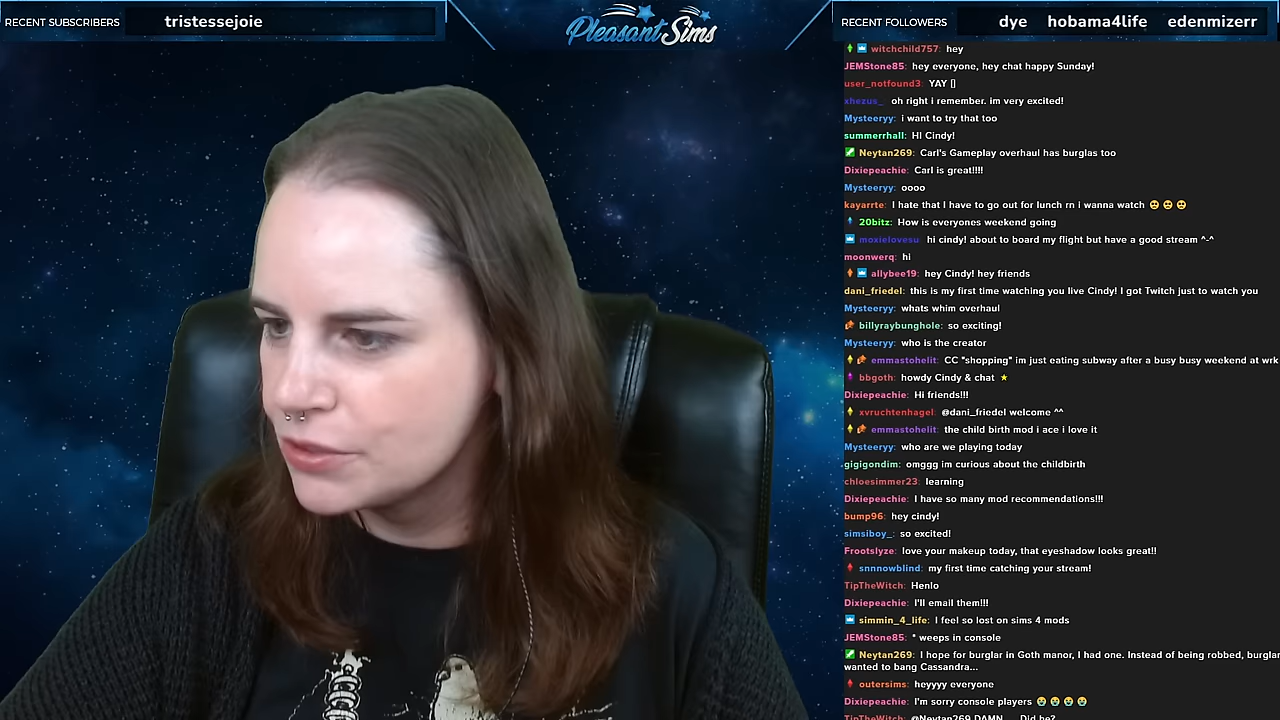 RECENT SUBSCRIBERS tristessejoie
PleasantSims
RECENT FOLLOWERS dye hobama4life edenmizerr
witchchild757: hey
JEMStone85: hey everyone, hey chat happy Sunday!
user_notfound3: YAY
xhezus_: oh right i remember. im very excited!
Mysteeryy: i want to try that too
summerrhall: HI Cindy!
Neytan269: Carl's Gameplay overhaul has burglas too
Dixiepeachie: Carl is great!!!!
Mysteeryy: oooo
kayarrte: I hate that I have to go out for lunch rn i wanna watch 😢 😢 😢
20bitz: How is everyones weekend going
moxielovesu: hi cindy! about to board my flight but have a good stream ^-^
moonwerq: hi
allybee19: hey Cindy! hey friends
dani_friedel: this is my first time watching you live Cindy! I got Twitch just to watch you
Mysteeryy: whats whim overhaul
billyraybunghole: so exciting!
Mysteeryy: who is the creator
emmastohelit: CC "shopping" im just eating subway after a busy busy weekend at wrk
bbgoth: howdy Cindy & chat ⭐
Dixiepeachie: Hi friends!!!
xvruchtenhagel: @dani_friedel welcome ^^
emmastohelit: the child birth mod i ace i love it
Mysteeryy: who are we playing today
gigigondim: omggg im curious about the childbirth
chloesimmer23: learning
Dixiepeachie: I have so many mod recommendations!!!
bump96: hey cindy!
simsiboy_: so excited!
Frootslyze: love your makeup today, that eyeshadow looks great!!
snnnowblind: my first time catching your stream!
TipTheWitch: Henlo
Dixiepeachie: I'll email them!!!
simmin_4_life: I feel so lost on sims 4 mods
JEMStone85: * weeps in console
Neytan269: I hope for burglar in Goth manor, I had one. Instead of being robbed, burglar
wanted to bang Cassandra...
outersims: heyyyy everyone
Dixiepeachie: I'm sorry console players 😭 😭 😭 😭
TipTheWitch: @Neytan269 DAMN.... Did he?